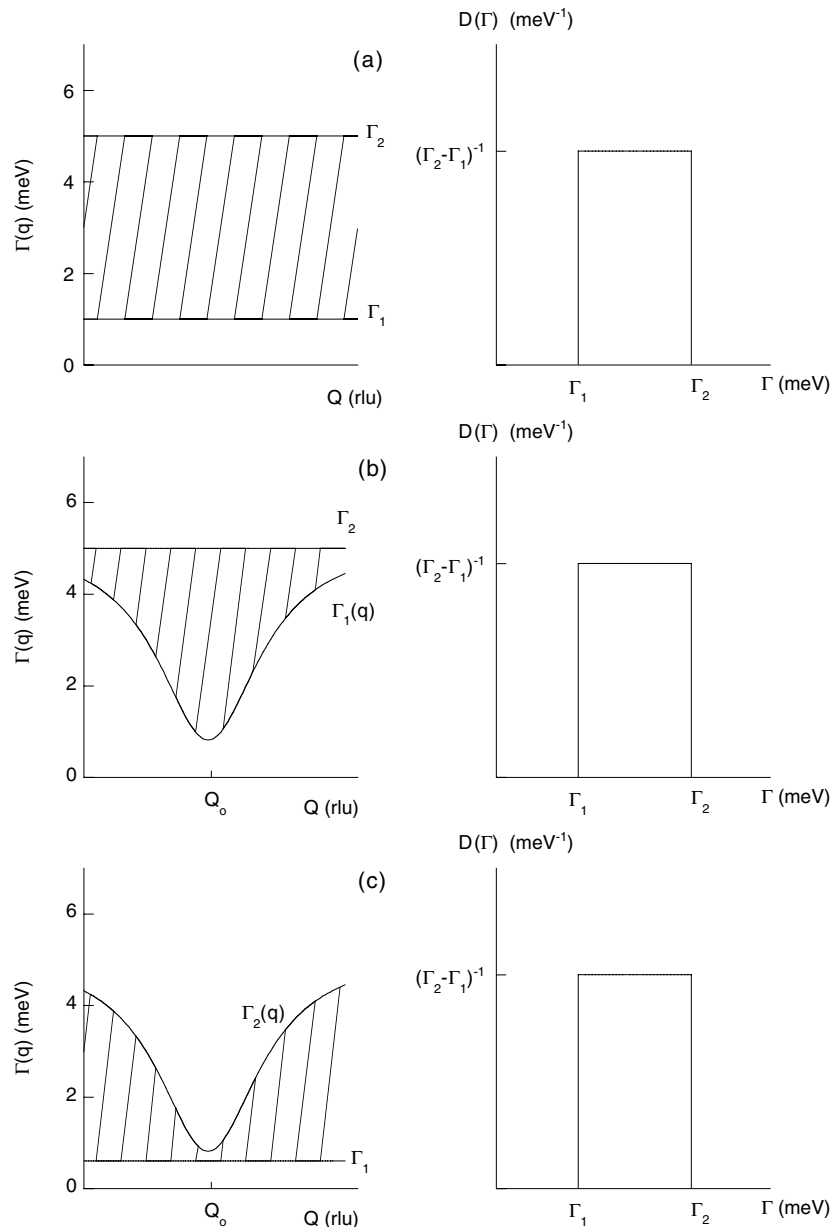 (a)
6
4
2
0
Γ(q) (meV)
Γ2
Γ1
Q (rlu)
D(Γ) (meV-1)
(Γ2-Γ1)-1
Γ1
Γ2
Γ (meV)
(b)
6
4
2
0
Γ(q) (meV)
Γ2
Γ1(q)
Qo
Q (rlu)
D(Γ) (meV-1)
(Γ2-Γ1)-1
Γ1
Γ2
Γ (meV)
(c)
6
4
2
0
Γ(q) (meV)
Γ2(q)
Γ1
Qo
Q (rlu)
D(Γ) (meV-1)
(Γ2-Γ1)-1
Γ1
Γ2
Γ (meV)